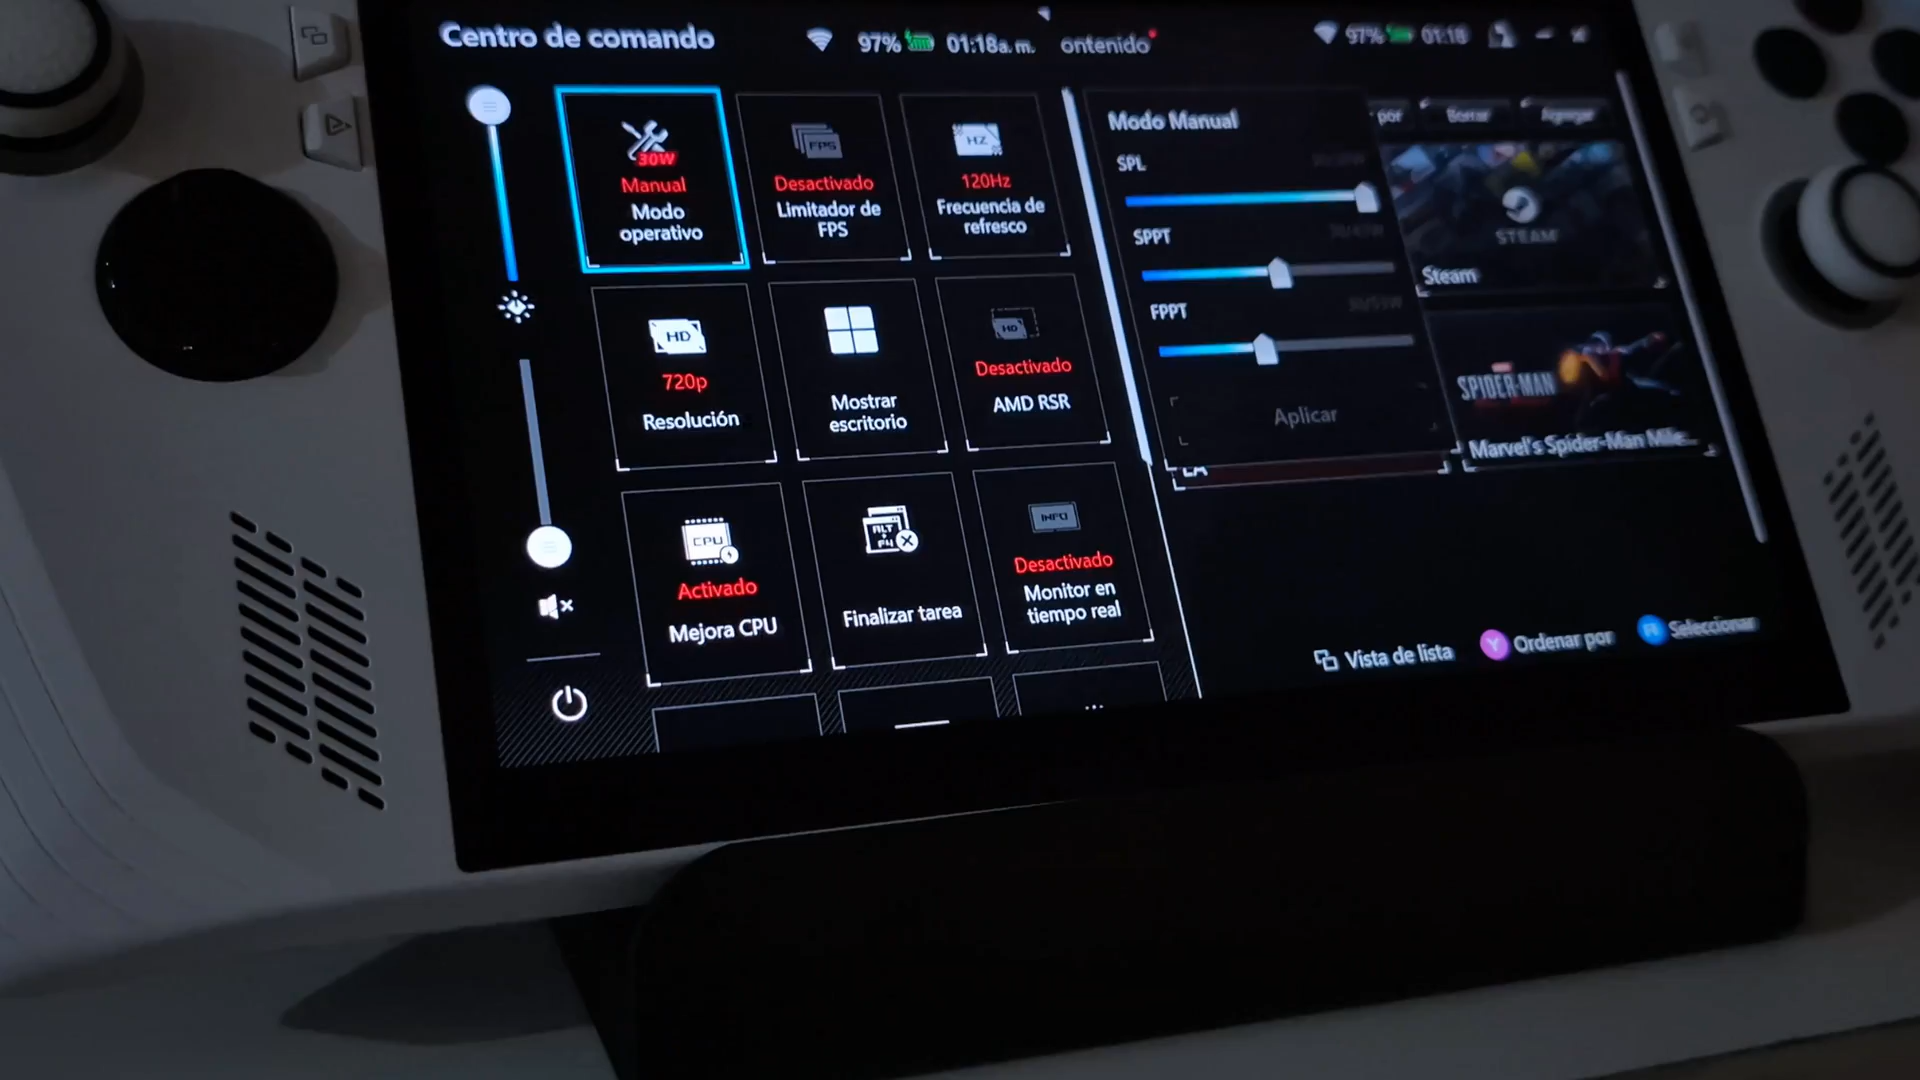 Centro de comando
97%
01:18a. m.
ontenido
97%
01:18
30W
Manual
Modo
operativo
FPS
Desactivado
Limitador de
FPS
HZ
120Hz
Frecuencia de
refresco
Modo Manual
SPL
SPPT
FPPT
Aplicar
por
Borrar
Agregar
STEAM
Steam
HD
720p
Resolución
Mostrar
escritorio
HD
Desactivado
AMD RSR
SPIDER-MAN
Marvel's Spider-Man Mile...
CPU
Activado
Mejora CPU
ALT
+
F4
Finalizar tarea
INFO
Desactivado
Monitor en
tiempo real
Vista de lista
Y Ordenar por
Seleccionar